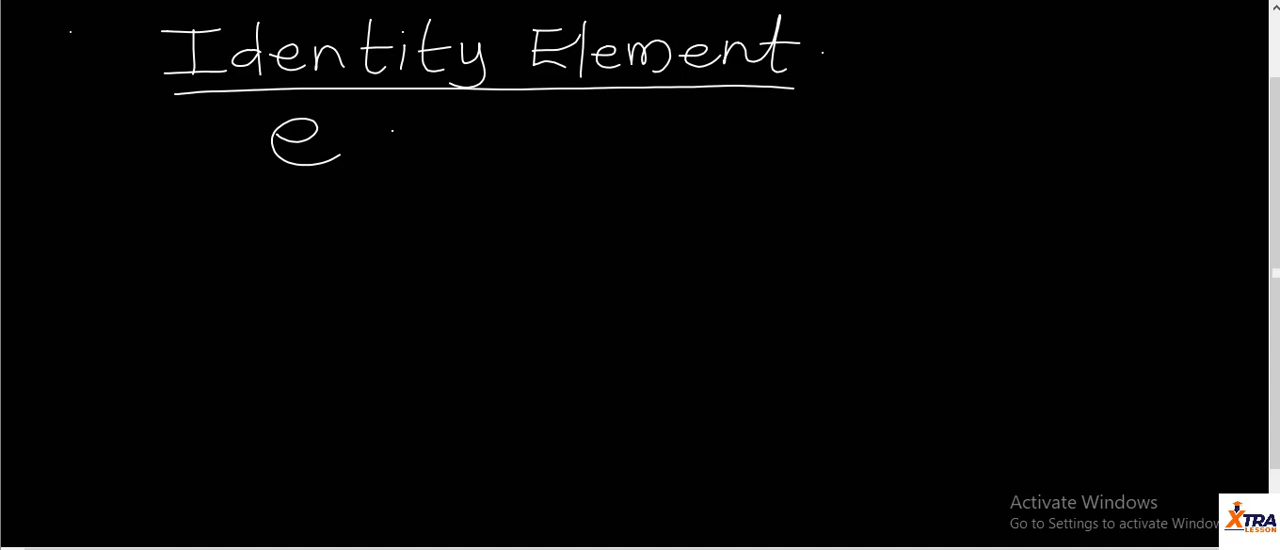 Identity Element
e
Activate Windows
Go to Settings to activate Window
XTRA
LESSON